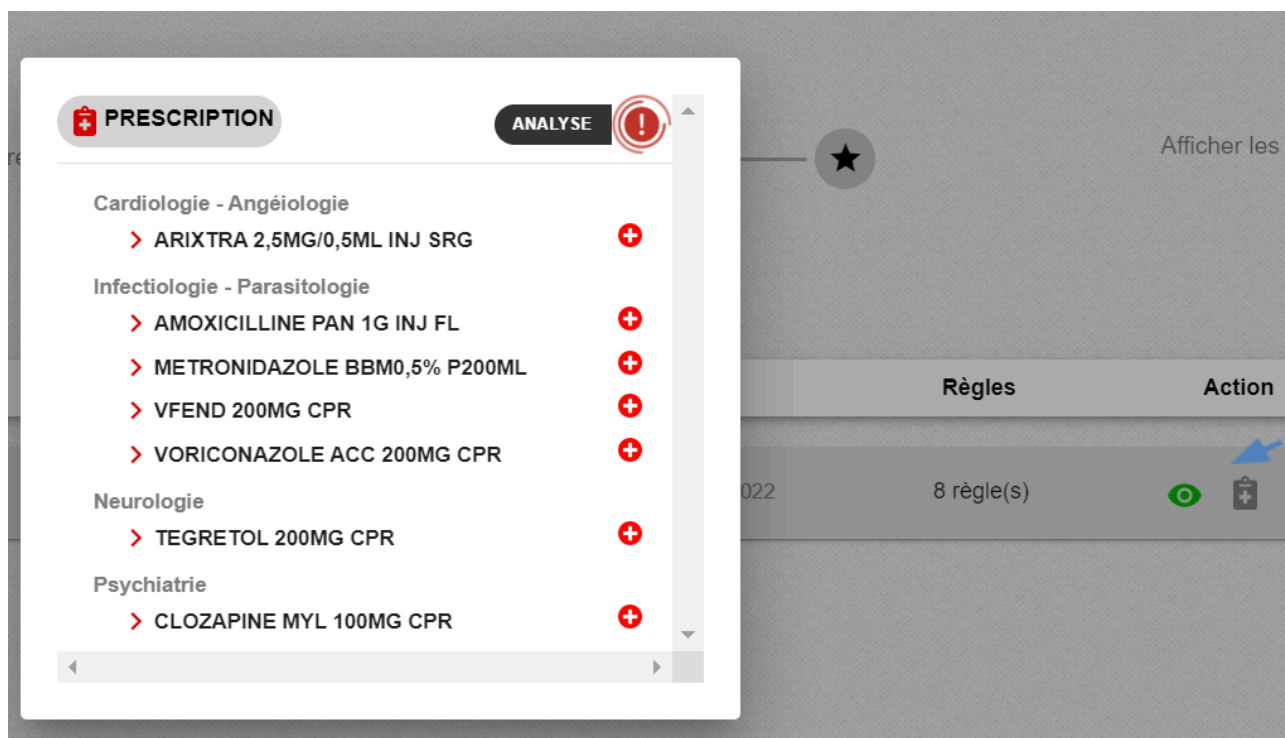 PRESCRIPTION
ANALYSE
Cardiologie - Angéiologie
ARIXTRA 2,5MG/0,5ML INJ SRG
Infectiologie - Parasitologie
AMOXICILLINE PAN 1G INJ FL
METRONIDAZOLE BBM0,5% P200ML
VFEND 200MG CPR
VORICONAZOLE ACC 200MG CPR
Neurologie
TEGRETOL 200MG CPR
Psychiatrie
CLOZAPINE MYL 100MG CPR
Afficher les
Règles Action
022 8 règle(s)